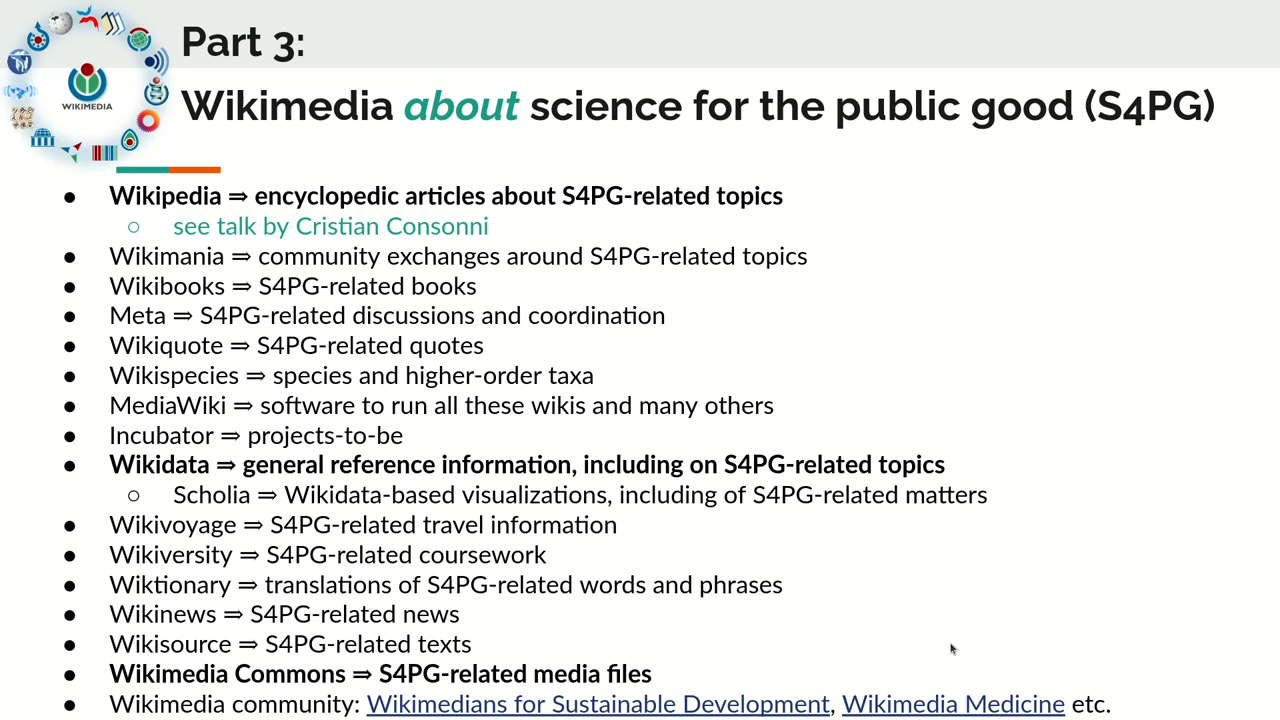 Part 3:
WIKIMEDIA
Wikimedia about science for the public good (S4PG)
● Wikipedia ⇒ encyclopedic articles about S4PG-related topics
○ see talk by Cristian Consonni
● Wikimania ⇒ community exchanges around S4PG-related topics
● Wikibooks ⇒ S4PG-related books
● Meta ⇒ S4PG-related discussions and coordination
● Wikiquote ⇒ S4PG-related quotes
● Wikispecies ⇒ species and higher-order taxa
● MediaWiki ⇒ software to run all these wikis and many others
● Incubator ⇒ projects-to-be
● Wikidata ⇒ general reference information, including on S4PG-related topics
○ Scholia ⇒ Wikidata-based visualizations, including of S4PG-related matters
● Wikivoyage ⇒ S4PG-related travel information
● Wikiversity ⇒ S4PG-related coursework
● Wiktionary ⇒ translations of S4PG-related words and phrases
● Wikinews ⇒ S4PG-related news
● Wikisource ⇒ S4PG-related texts
● Wikimedia Commons ⇒ S4PG-related media files
● Wikimedia community: Wikimedians for Sustainable Development, Wikimedia Medicine etc.